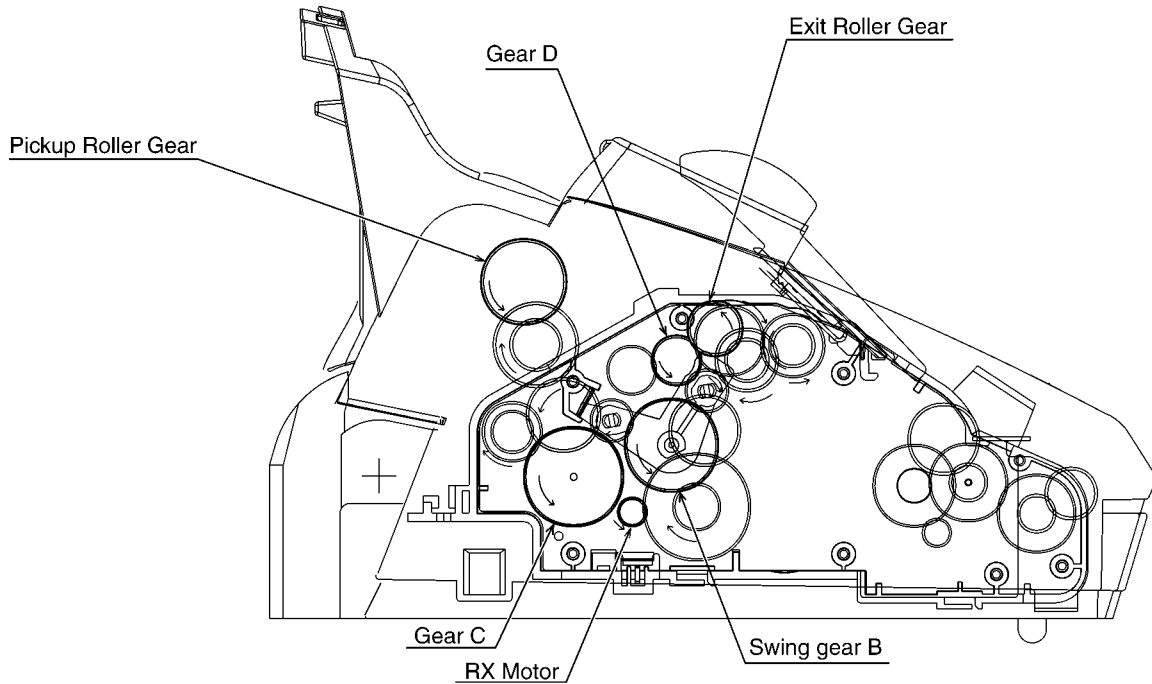 Exit Roller Gear
Gear D
Pickup Roller Gear
Gear C
RX Motor
Swing gear B